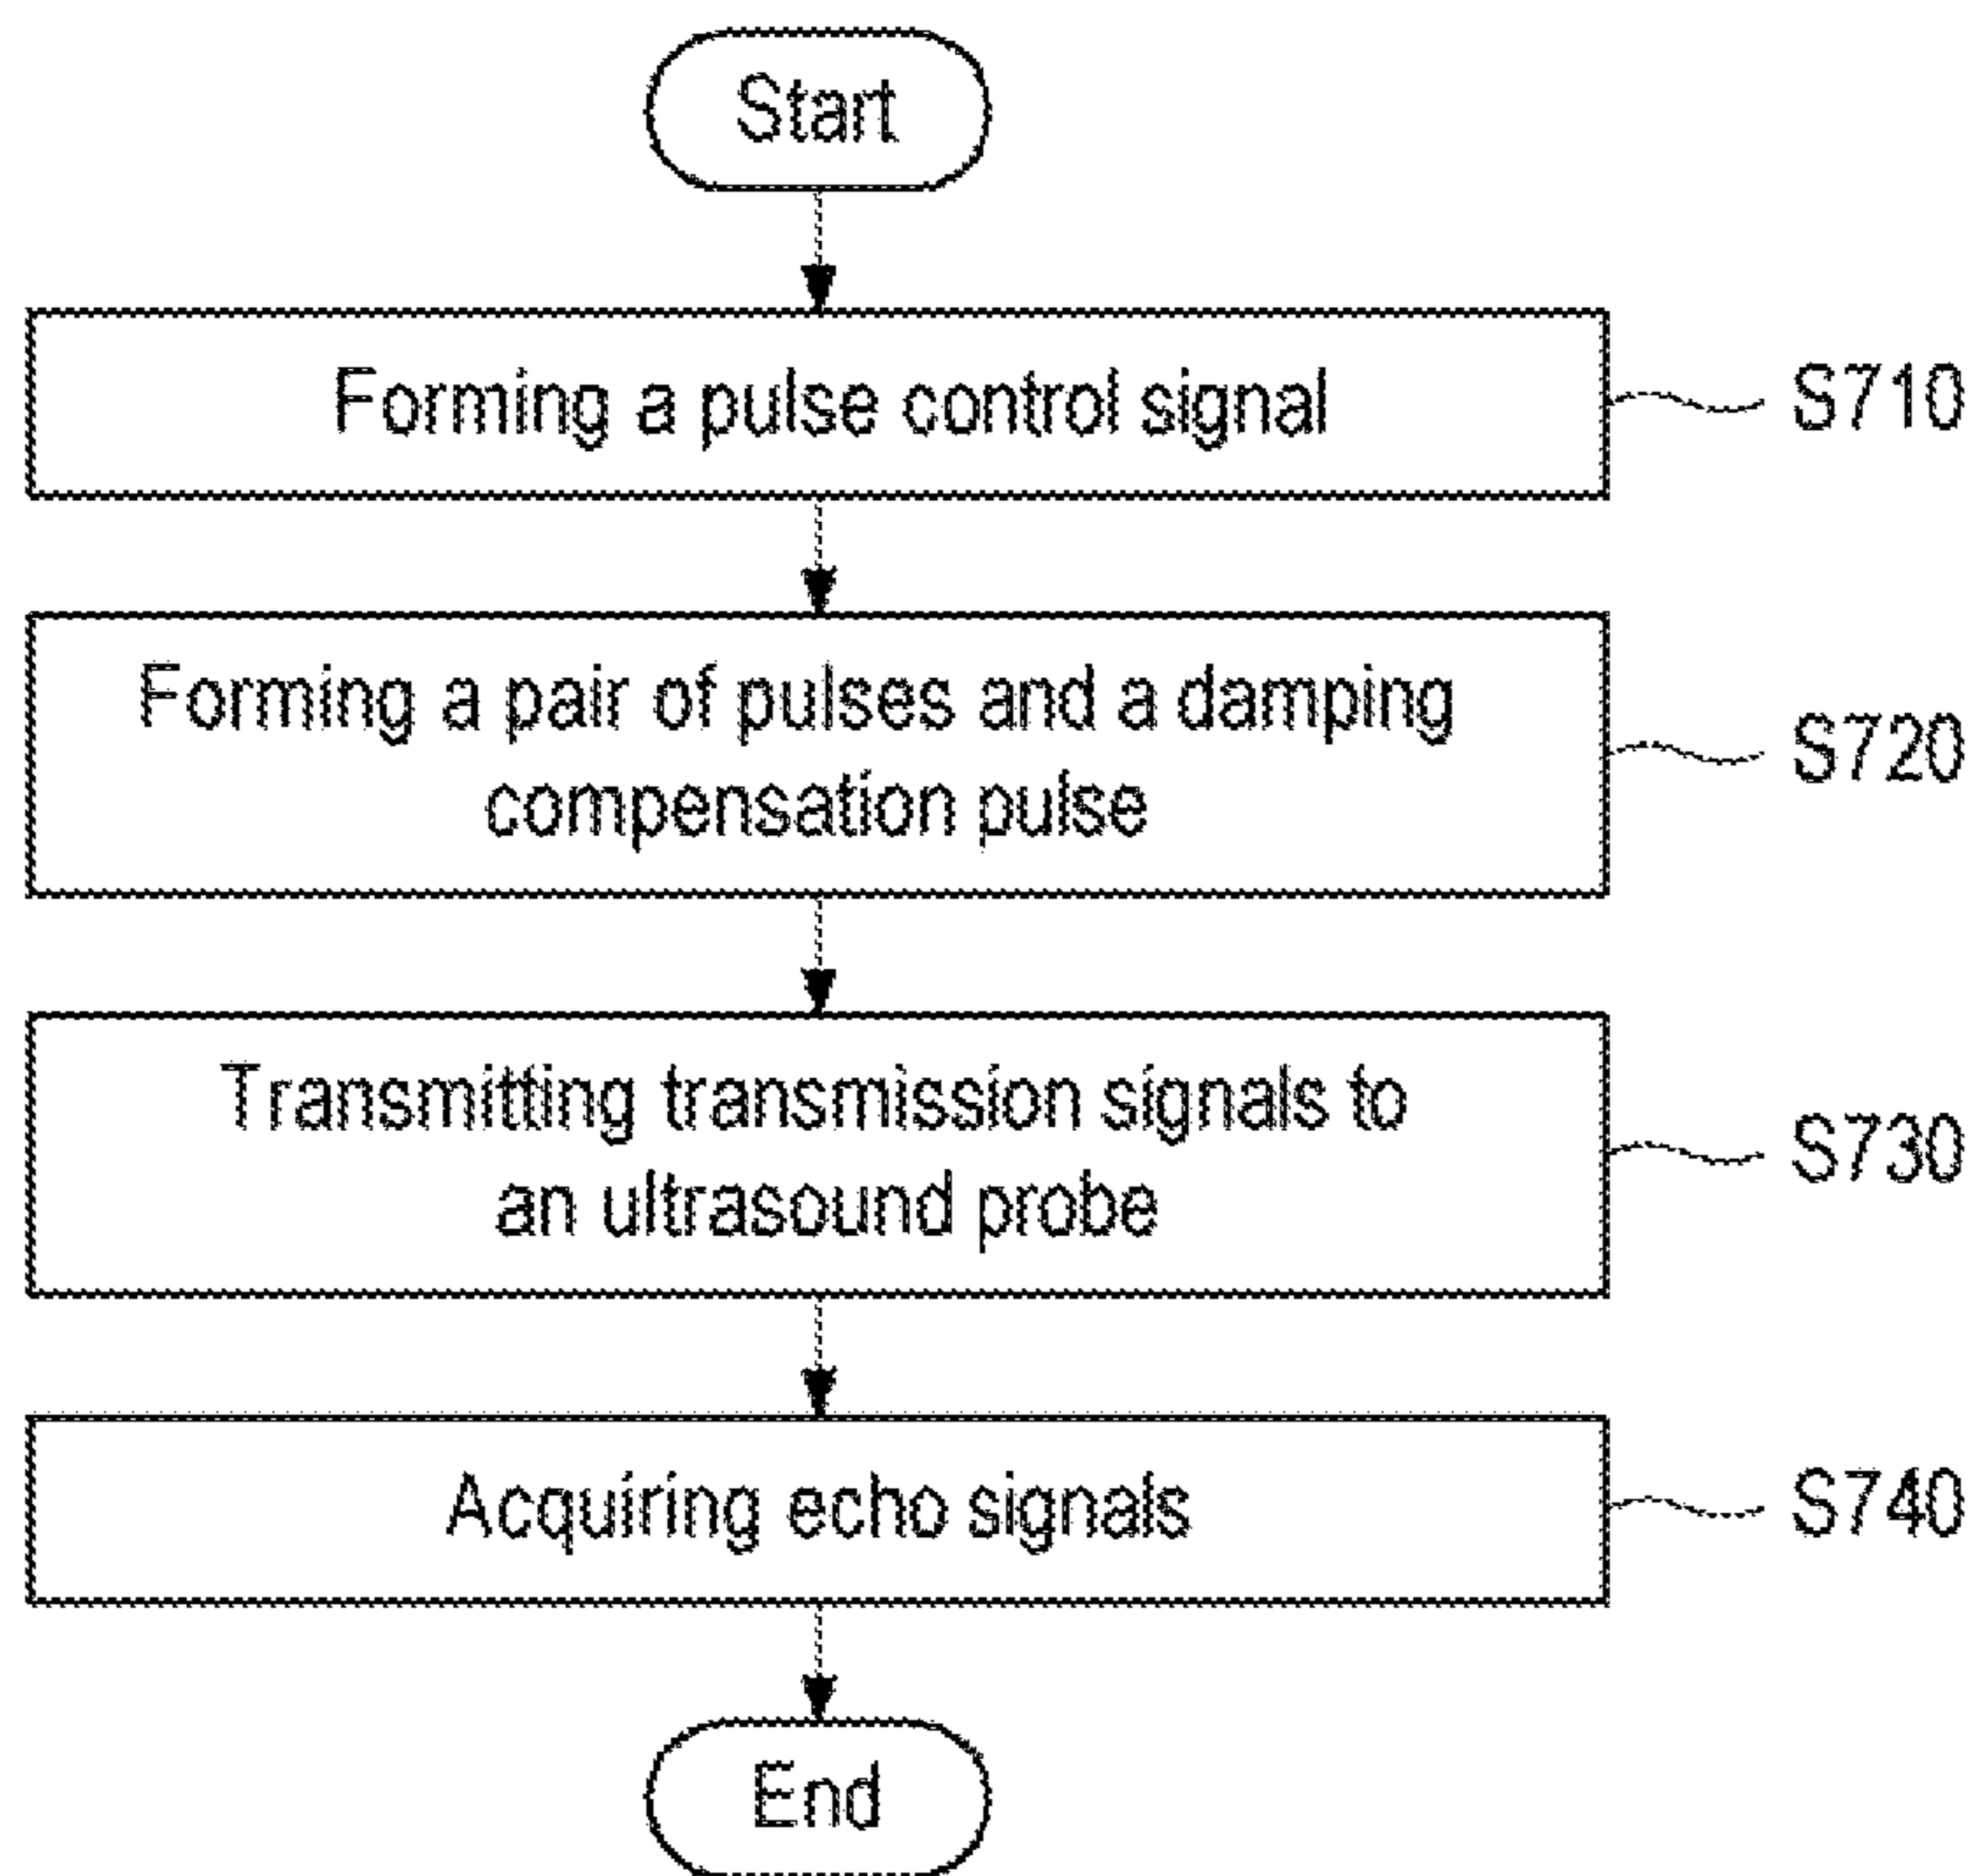 Start
Forming a pulse control signal
S710
Forming a pair of pulses and a damping
compensation pulse
S720
Transmitting transmission signals to
an ultrasound probe
S730
Acquiring echo signals
S740
End